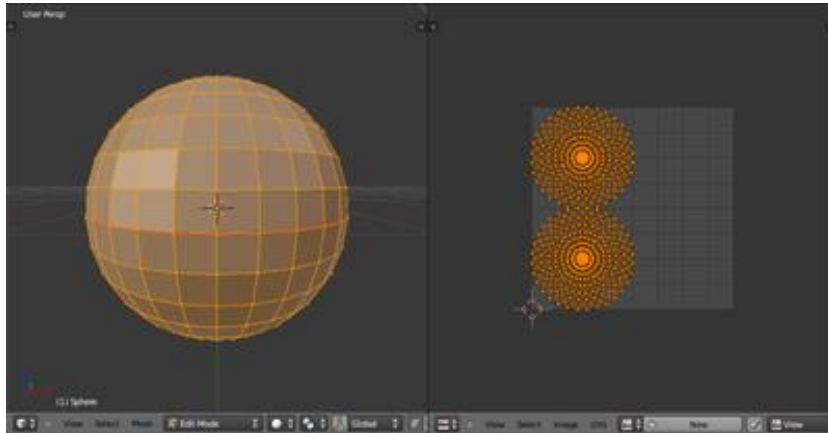 User Persp
(1) Sphere
View Select Mesh Edit Mode Global
View Select Image UVs New View